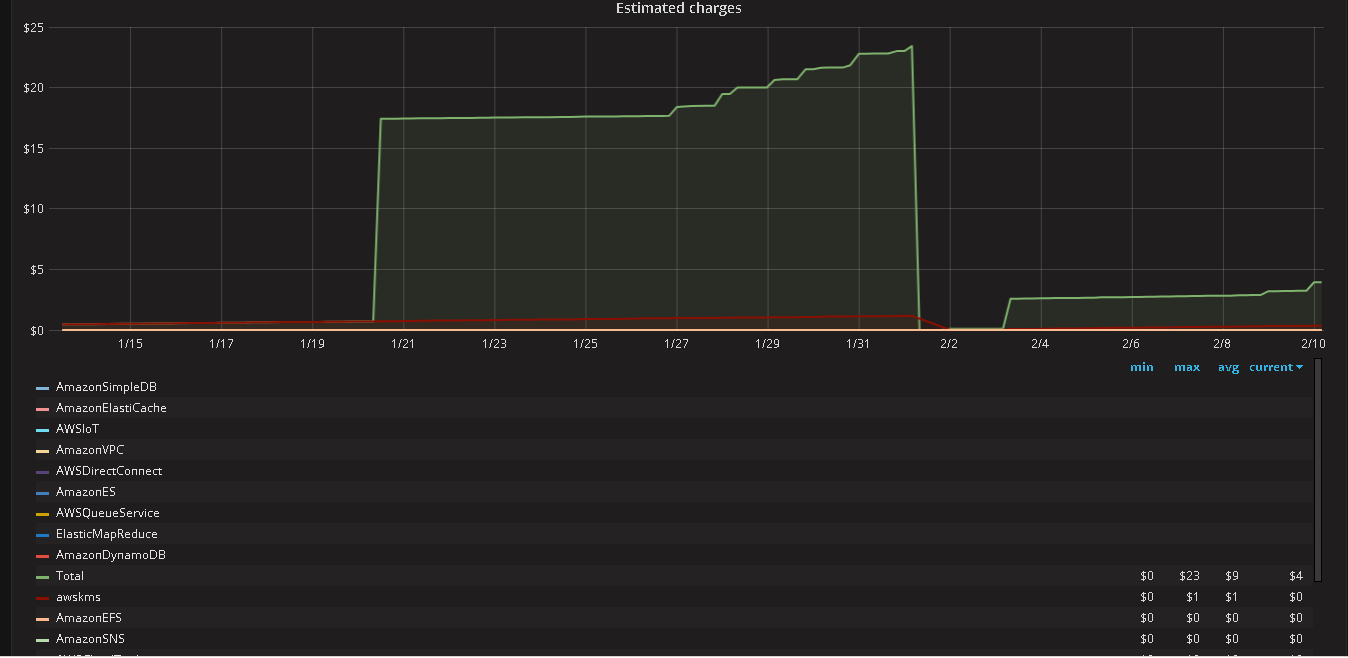 Estimated charges
$25
$20
$15
$10
$5
$0
1/15 1/17 1/19 1/21 1/23 1/25 1/27 1/29 1/31 2/2 2/4 2/6 2/8 2/10
min max avg current
AmazonSimpleDB
AmazonElastiCache
AWSIoT
AmazonVPC
AWSDirectConnect
AmazonES
AWSQueueService
ElasticMapReduce
AmazonDynamoDB
Total $0 $23 $9 $4
awskms $0 $1 $1 $0
AmazonEFS $0 $0 $0 $0
AmazonSNS $0 $0 $0 $0